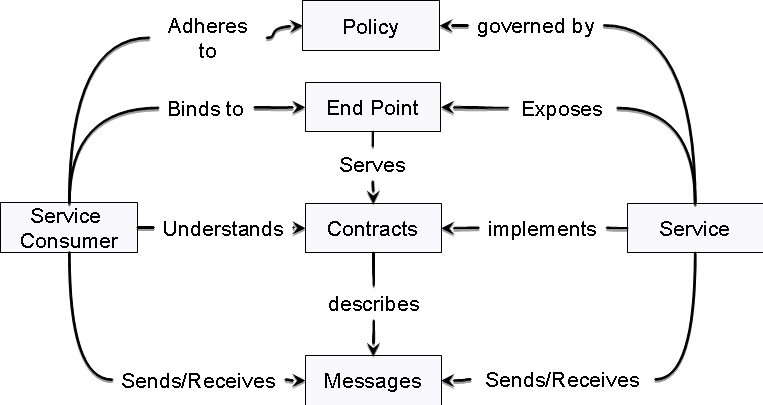 Adheres
to
Policy
governed by
Binds to
End Point
Exposes
Serves
Service
Consumer
Understands
Contracts
implements
Service
describes
Sends/Receives
Messages
Sends/Receives